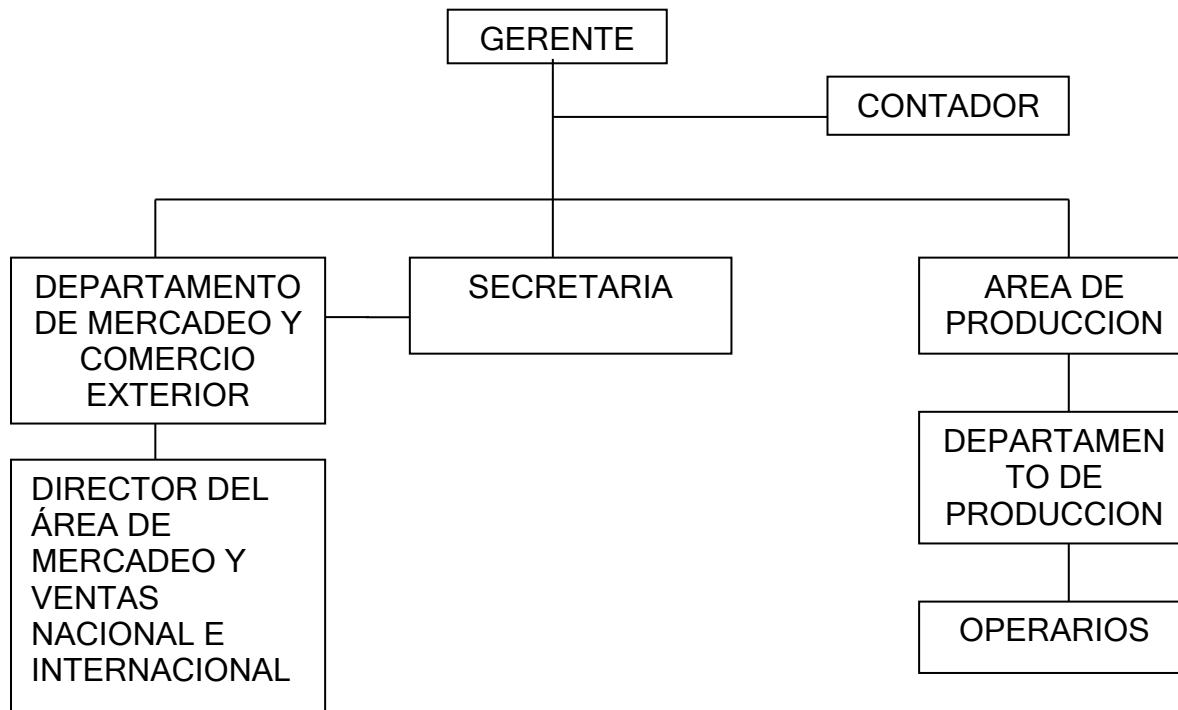 GERENTE
CONTADOR
DEPARTAMENTO
DE MERCADEO Y
COMERCIO
EXTERIOR
SECRETARIA
AREA DE
PRODUCCION
DEPARTAMEN
TO DE
PRODUCCION
DIRECTOR DEL
ÁREA DE
MERCADEO Y
VENTAS
NACIONAL E
INTERNACIONAL
OPERARIOS